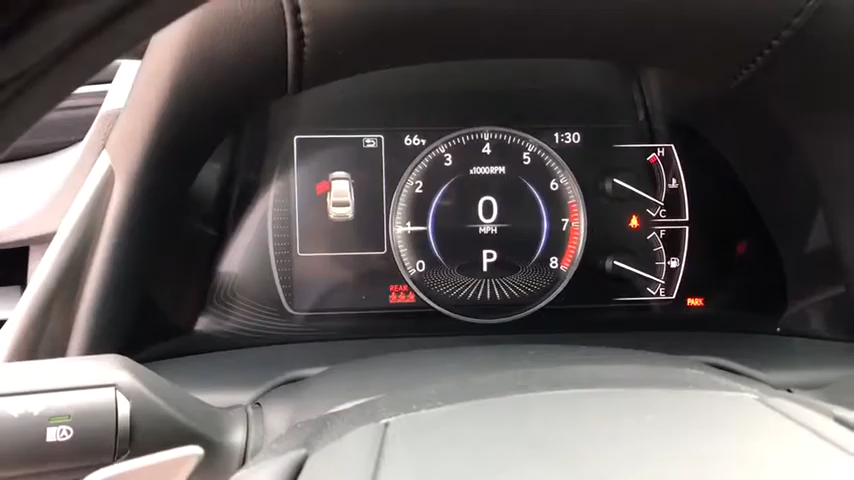 66°F
1:30
x1000RPM
0 1 2 3 4 5 6 7 8
0
MPH
P
H
C
F
E
REAR
PARK
A